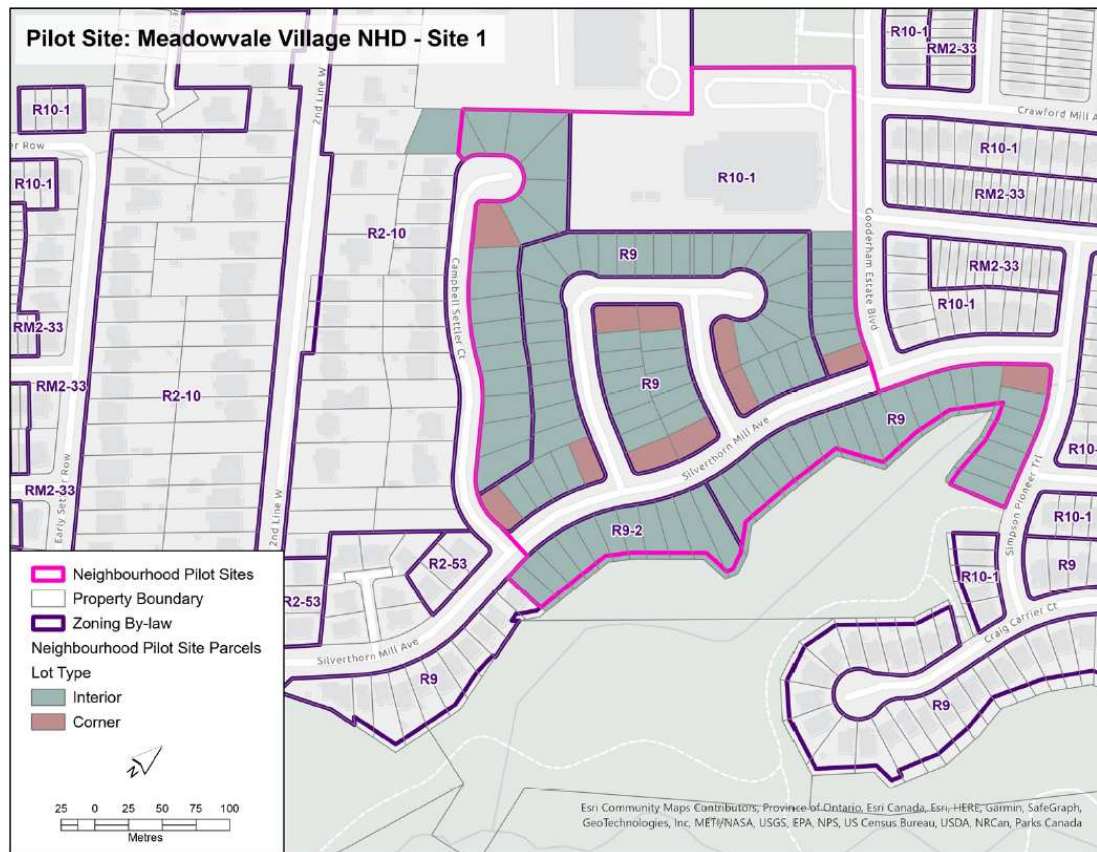 Pilot Site: Meadowvale Village NHD - Site 1
R10-1
RM2-33
R10-1
2nd Line W
Crawford Mill A
er Row
R10-1
R10-1
RM2-33
R10-1
R2-10
R9
Gooderham Estate Blvd
RM2-33
R10-1
Campbell Settler Ct
RM2-33
RM2-33
R2-10
R9
R9
Silverthorn Mill Ave
R10-
RM2-33
Early Settler Row
2nd Line W
R9-2
Simpson Pioneer Trl
R10-1
R2-53
R2-53
R10-1
R9
Craig Carrier Ct
Silverthorn Mill Ave
R9
R9
Neighbourhood Pilot Sites
Property Boundary
Zoning By-law
Neighbourhood Pilot Site Parcels
Lot Type
Interior
Corner
N
25 0 25 50 75 100
Metres
Esri Community Maps Contributors, Province of Ontario, Esri Canada, Esri, HERE, Garmin, SafeGraph,
GeoTechnologies, Inc, METI/NASA, USGS, EPA, NPS, US Census Bureau, USDA, NRCan, Parks Canada